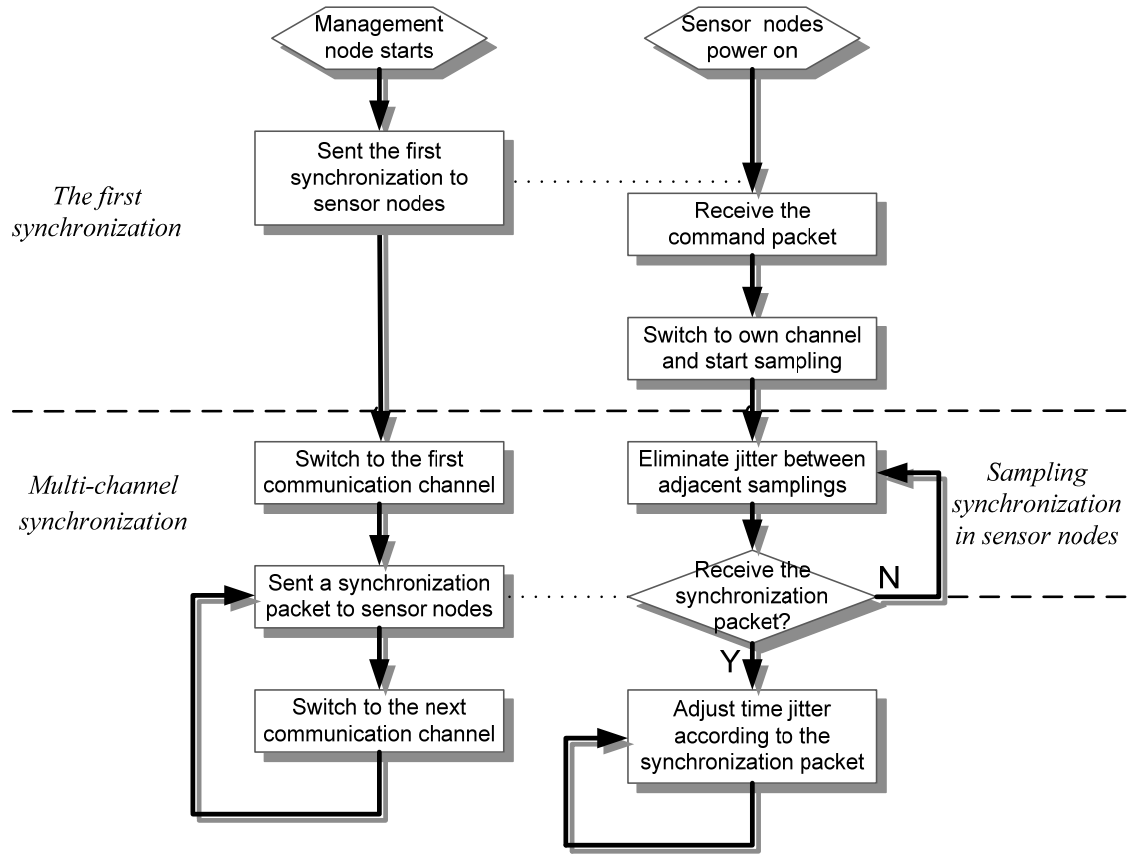 Management
node starts
Sensor nodes
power on
Sent the first
synchronization to
sensor nodes
The first
synchronization
Receive the
command packet
Switch to own channel
and start sampling
Switch to the first
communication channel
Eliminate jitter between
adjacent samplings
Multi-channel
synchronization
Sampling
synchronization
in sensor nodes
Sent a synchronization
packet to sensor nodes
Receive the
synchronization
packet?
N
Y
Switch to the next
communication channel
Adjust time jitter
according to the
synchronization packet